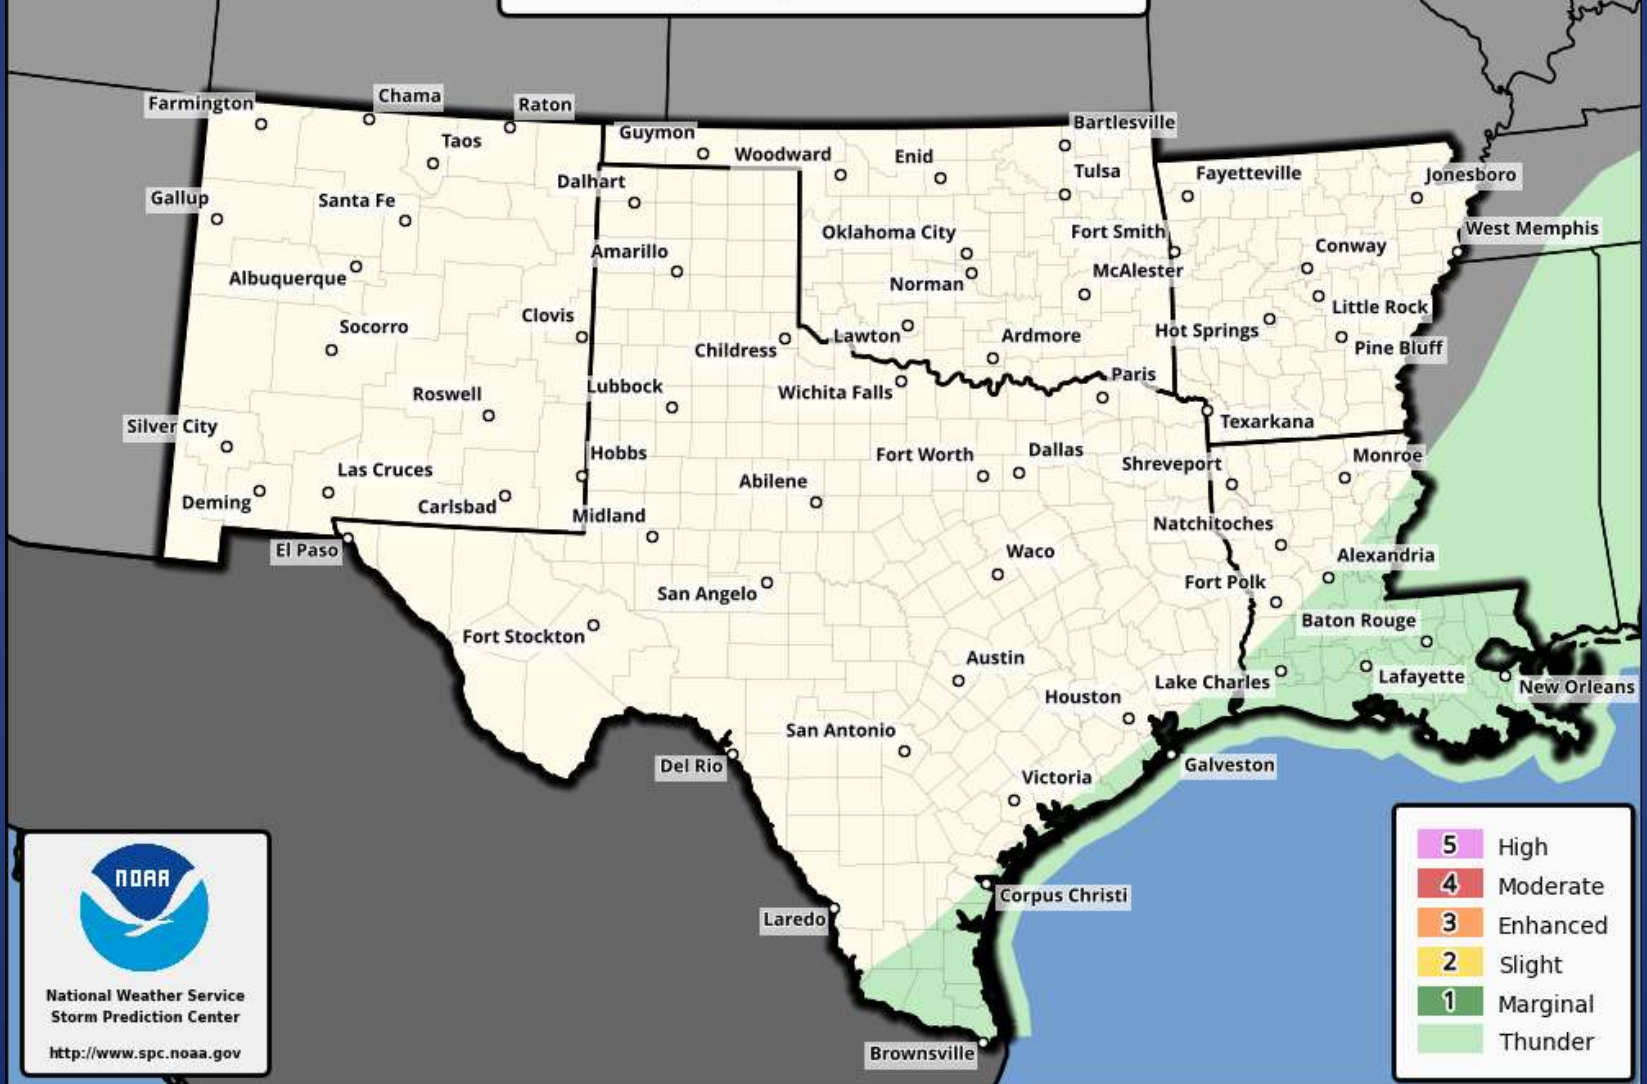 Farmington
Chama
Raton
Taos
Guymon
Woodward
Enid
Bartlesville
Tulsa
Fayetteville
Jonesboro
Gallup
Santa Fe
Dalhart
Oklahoma City
Fort Smith
West Memphis
Conway
Albuquerque
Amarillo
Norman
McAlester
Little Rock
Socorro
Clovis
Childress
Lawton
Ardmore
Hot Springs
Pine Bluff
Roswell
Lubbock
Wichita Falls
Paris
Texarkana
Silver City
Hobbs
Fort Worth
Dallas
Shreveport
Monroe
Las Cruces
Deming
Carlsbad
Abilene
Midland
Natchitoches
El Paso
Waco
Alexandria
San Angelo
Fort Polk
Fort Stockton
Baton Rouge
Austin
Lake Charles
Lafayette
New Orleans
Houston
San Antonio
Del Rio
Galveston
Victoria
Corpus Christi
Laredo
Brownsville
NOAA
National Weather Service
Storm Prediction Center
http://www.spc.noaa.gov
5 High
4 Moderate
3 Enhanced
2 Slight
1 Marginal
Thunder